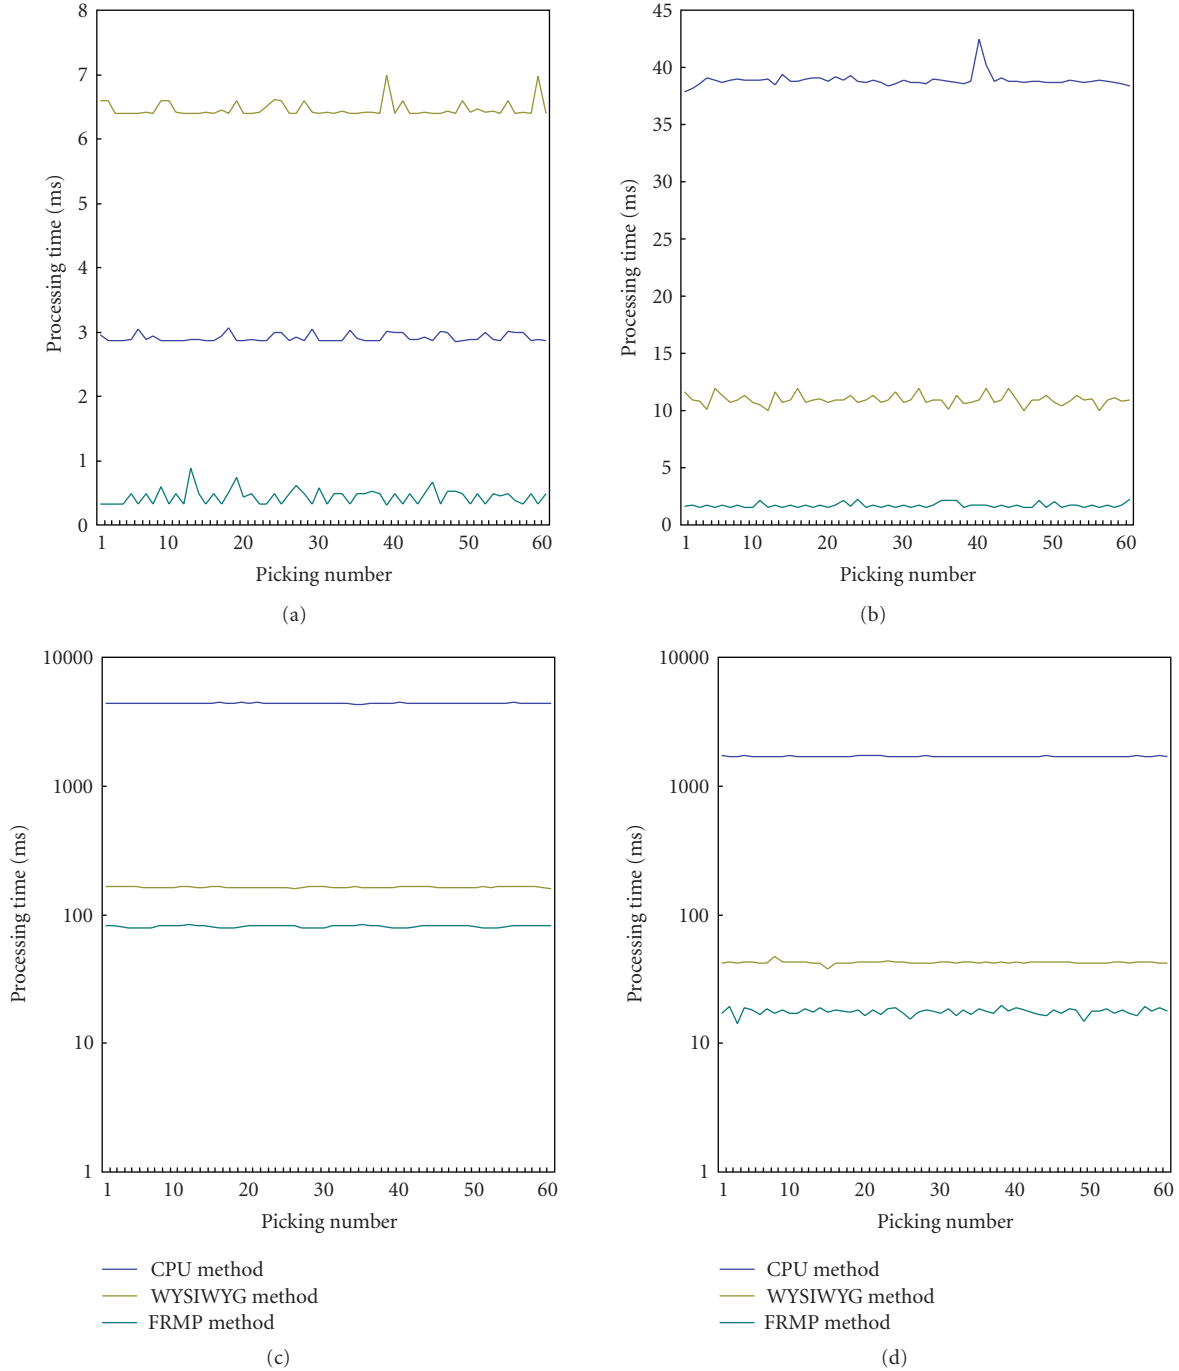 8
7
6
5
4
3
2
1
0
Processing time (ms)
1 10 20 30 40 50 60
Picking number
(a)
45
40
35
30
25
20
15
10
5
0
Processing time (ms)
1 10 20 30 40 50 60
Picking number
(b)
10000
1000
100
10
1
Processing time (ms)
1 10 20 30 40 50 60
Picking number
CPU method
WYSIWYG method
FRMP method
(c)
10000
1000
100
10
1
Processing time (ms)
1 10 20 30 40 50 60
Picking number
CPU method
WYSIWYG method
FRMP method
(d)